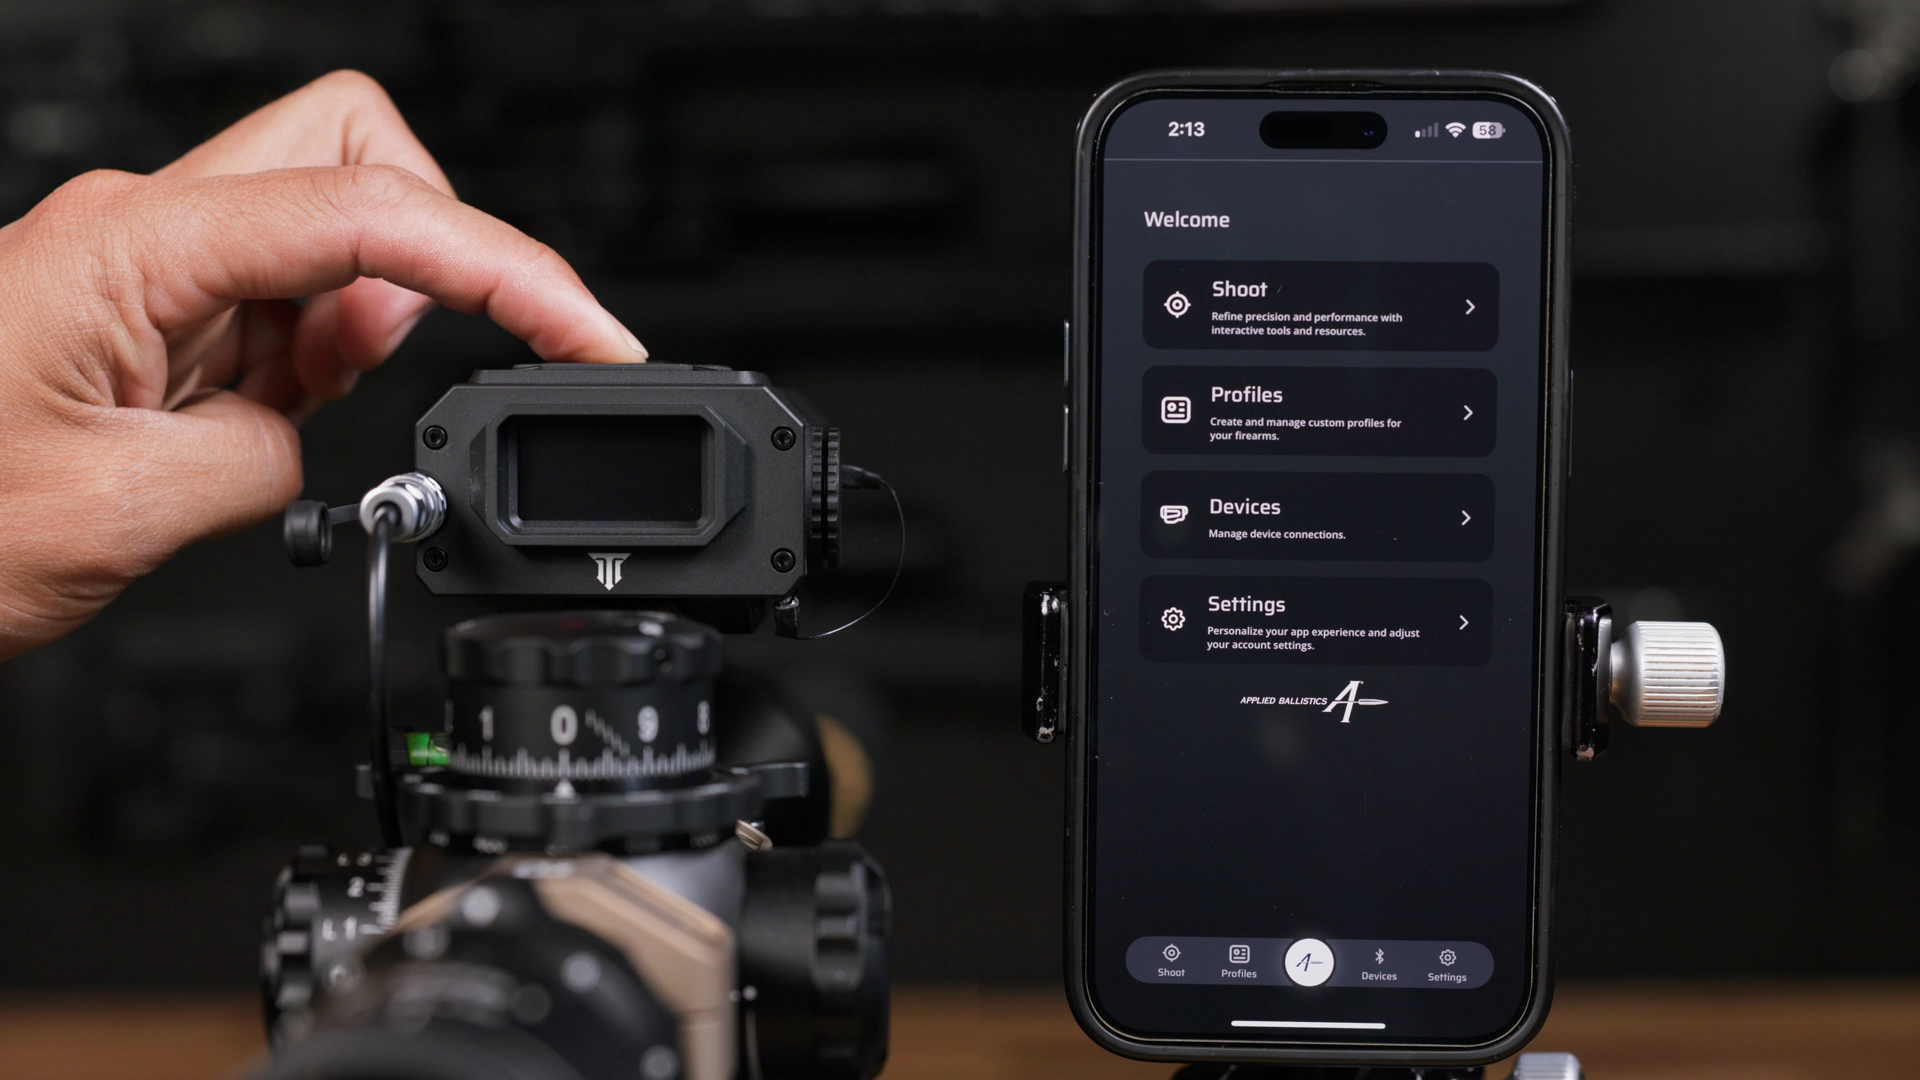 2:13
58
Welcome
Shoot
Refine precision and performance with
interactive tools and resources.
Profiles
Create and manage custom profiles for
your firearms.
Devices
Manage device connections.
Settings
Personalize your app experience and adjust
your account settings.
APPLIED BALLISTICS A
Shoot
Profiles
A
Devices
Settings
1 0 9 8
2
L 1